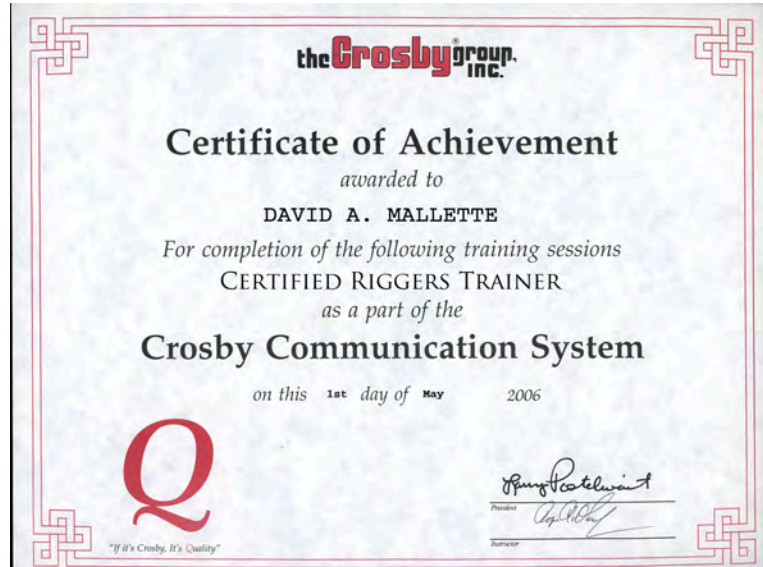 the Crosby group, inc.®
Certificate of Achievement
awarded to
DAVID A. MALLETTE
For completion of the following training sessions
CERTIFIED RIGGERS TRAINER
as a part of the
Crosby Communication System
on this 1st day of May 2006
Q
"If it's Crosby, It's Quality"
President
Instructor